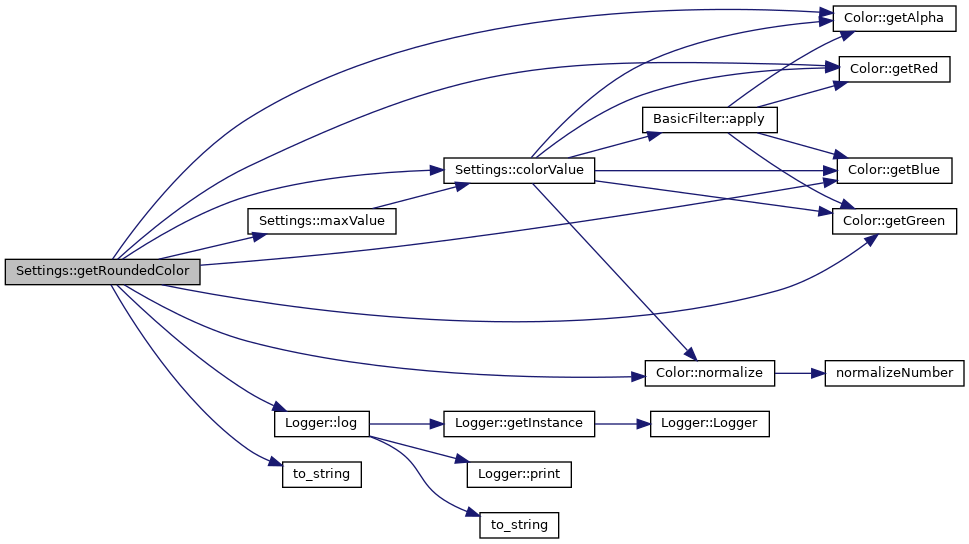 Color::getAlpha
Color::getRed
BasicFilter::apply
Settings::colorValue
Color::getBlue
Settings::maxValue
Color::getGreen
Settings::getRoundedColor
Color::normalize
normalizeNumber
Logger::log
Logger::getInstance
Logger::Logger
to_string
Logger::print
to_string